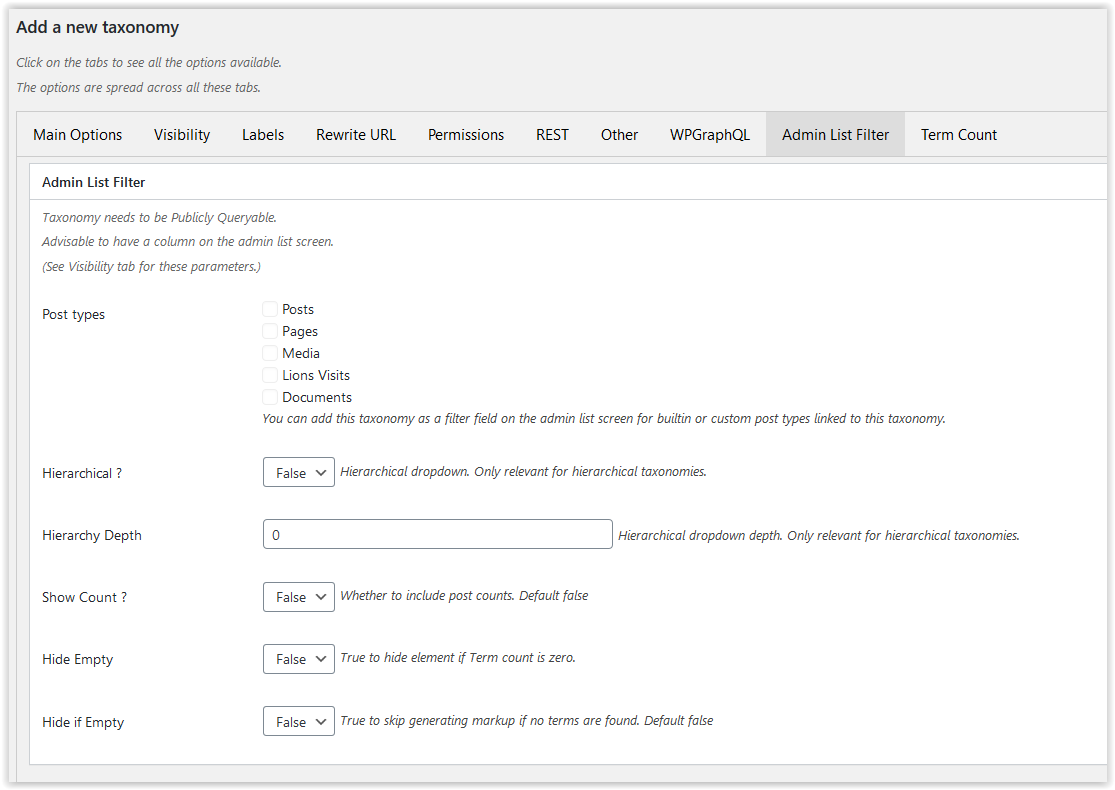 Add a new taxonomy
Click on the tabs to see all the options available.
The options are spread across all these tabs.
Main Options Visibility Labels Rewrite URL Permissions REST Other WPGraphQL Admin List Filter Term Count
Admin List Filter
Taxonomy needs to be Publicly Queryable.
Advisable to have a column on the admin list screen.
(See Visibility tab for these parameters.)
Post types
Posts
Pages
Media
Lions Visits
Documents
You can add this taxonomy as a filter field on the admin list screen for builtin or custom post types linked to this taxonomy.
Hierarchical ? False Hierarchical dropdown. Only relevant for hierarchical taxonomies.
Hierarchy Depth 0 Hierarchical dropdown depth. Only relevant for hierarchical taxonomies.
Show Count ? False Whether to include post counts. Default false
Hide Empty False True to hide element if Term count is zero.
Hide if Empty False True to skip generating markup if no terms are found. Default false